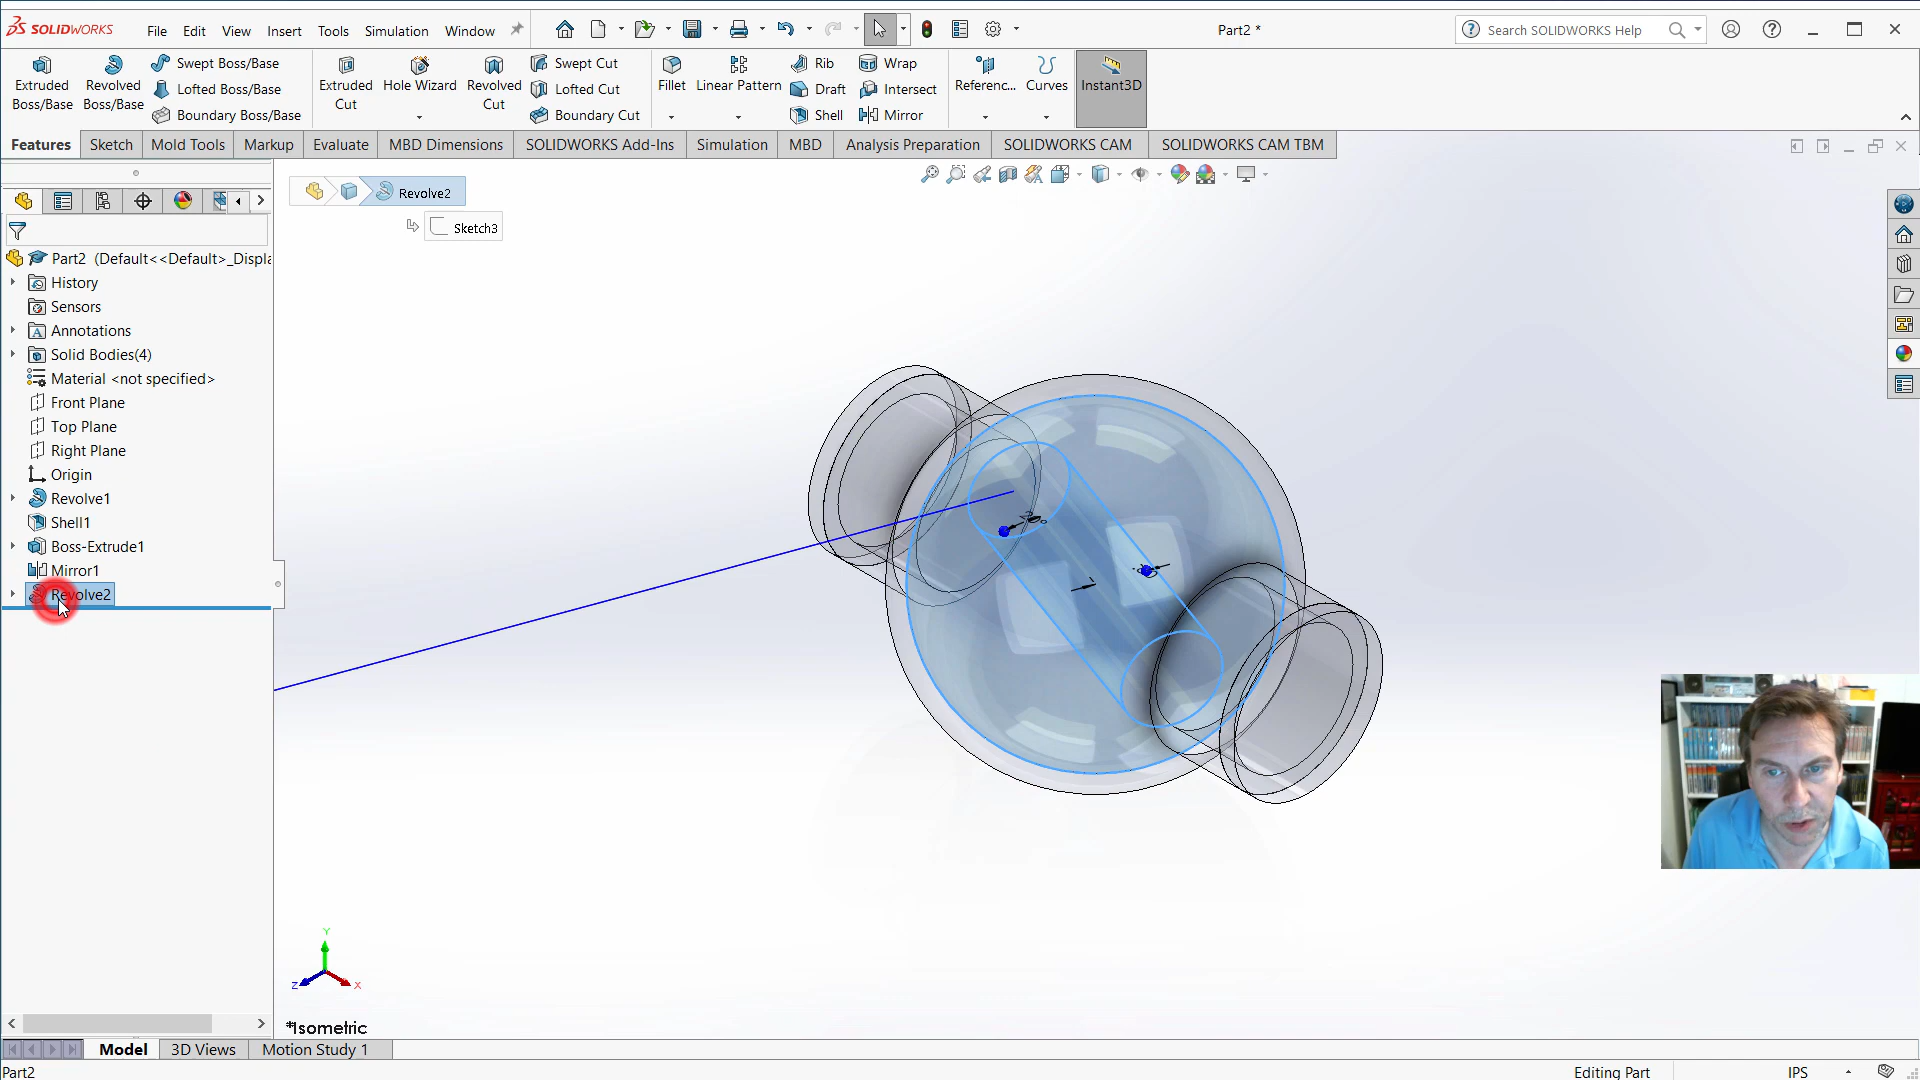 SOLIDWORKS
File Edit View Insert Tools Simulation Window
Part2 *
Search SOLIDWORKS Help
Extruded Boss/Base
Revolved Boss/Base
Swept Boss/Base
Lofted Boss/Base
Boundary Boss/Base
Extruded Cut
Hole Wizard
Revolved Cut
Swept Cut
Lofted Cut
Boundary Cut
Fillet
Linear Pattern
Rib
Draft
Shell
Wrap
Intersect
Mirror
Referenc...
Curves
Instant3D
Features Sketch Mold Tools Markup Evaluate MBD Dimensions SOLIDWORKS Add-Ins Simulation MBD Analysis Preparation SOLIDWORKS CAM SOLIDWORKS CAM TBM
Revolve2
Sketch3
Part2 (Default<<Default>_Displa
History
Sensors
Annotations
Solid Bodies(4)
Material <not specified>
Front Plane
Top Plane
Right Plane
Origin
Revolve1
Shell1
Boss-Extrude1
Mirror1
Revolve2
Y
Z
X
*Isometric
Model 3D Views Motion Study 1
Part2
Editing Part
IPS